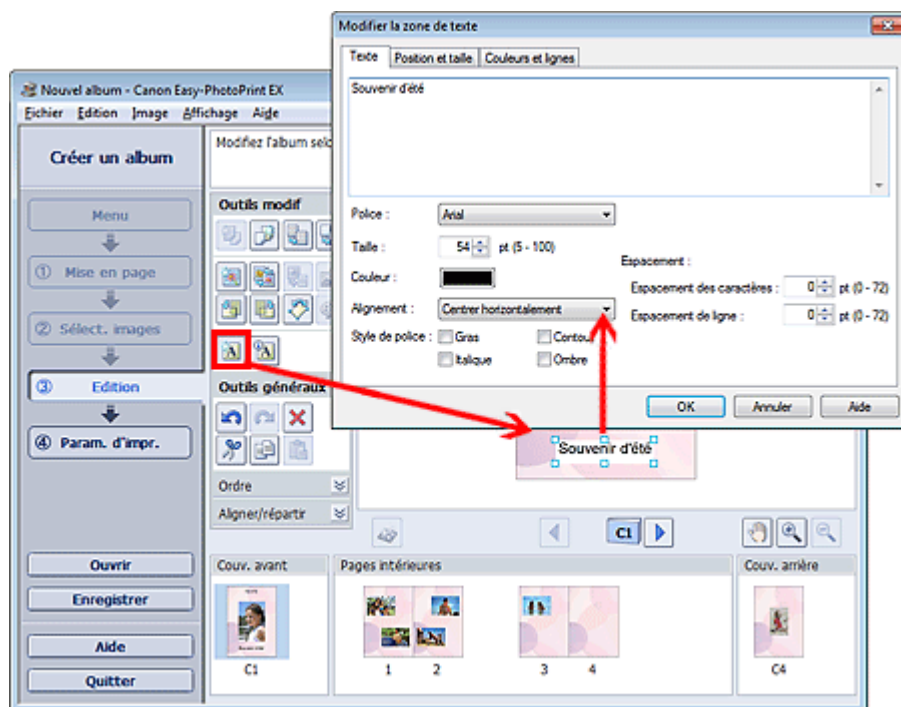 Modifier la zone de texte
Texte
Position et taille
Couleurs et lignes
Souvenir d'été
Police :
Arial
Taille :
54
pt (5 - 100)
Couleur :
Alignement :
Centrer horizontalement
Style de police :
Gras
Contour
Italique
Ombre
Espacement :
Espacement des caractères :
0
pt (0 - 72)
Espacement de ligne :
0
pt (0 - 72)
OK
Annuler
Aide
Nouvel album - Canon Easy-PhotoPrint EX
Fichier Edition Image Affichage Aide
Créer un album
Modifiez l'album
Menu
① Mise en page
② Sélect. images
③ Edition
④ Param. d'impr.
Outils modif
A
A
Outils généraux
Ordre
Aligner/répartir
Souvenir d'été
C1
Ouvrir
Enregistrer
Aide
Quitter
Couv. avant
Pages intérieures
Couv. arrière
C1
1
2
3
4
C4